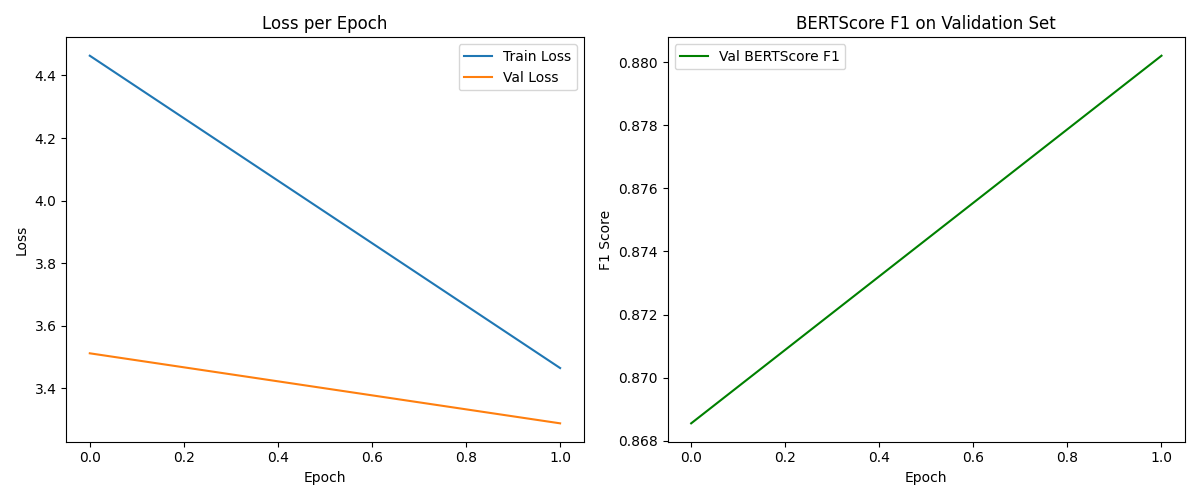 Loss per Epoch
Train Loss
Val Loss
4.4
4.2
4.0
3.8
3.6
3.4
Loss
0.0 0.2 0.4 0.6 0.8 1.0
Epoch
BERTScore F1 on Validation Set
Val BERTScore F1
0.880
0.878
0.876
0.874
0.872
0.870
0.868
F1 Score
0.0 0.2 0.4 0.6 0.8 1.0
Epoch